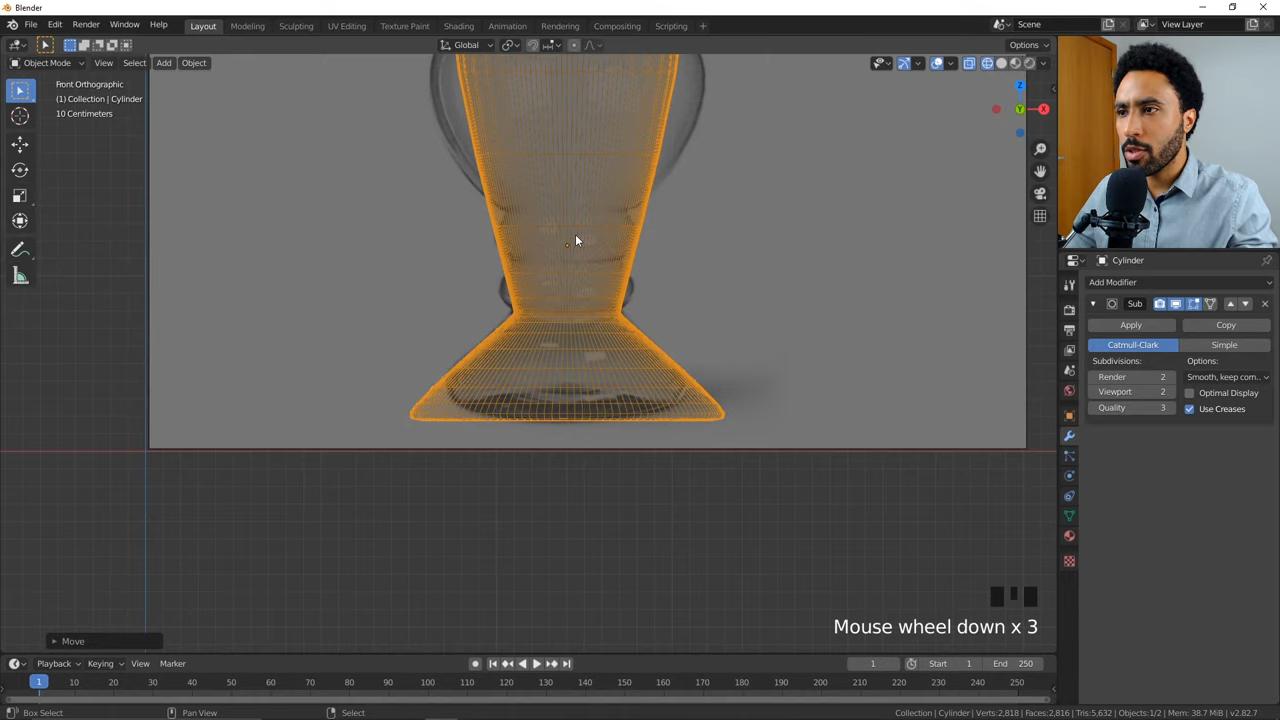 Blender
File Edit Render Window Help
Layout Modeling Sculpting UV Editing Texture Paint Shading Animation Rendering Compositing Scripting +
Scene
View Layer
Global
Options
Object Mode View Select Add Object
Front Orthographic
(1) Collection | Cylinder
10 Centimeters
Z
Y
X
Cylinder
Add Modifier
Sub
Apply Copy
Catmull-Clark Simple
Subdivisions: Options:
Render 2 Smooth, keep corn..
Viewport 2 Optimal Display
Quality 3 Use Creases
Mouse wheel down x 3
Move
Playback Keying View Marker
1 Start 1 End 250
1 10 20 30 40 50 60 70 80 90 100 110 120 130 140 150 160 170 180 190 200 210 220 230 240 250
Box Select Pan View Select
Collection | Cylinder | Verts:2,818 | Faces:2,816 | Tris:5,632 | Objects:1/2 | Mem: 38.7 MiB | v2.82.7